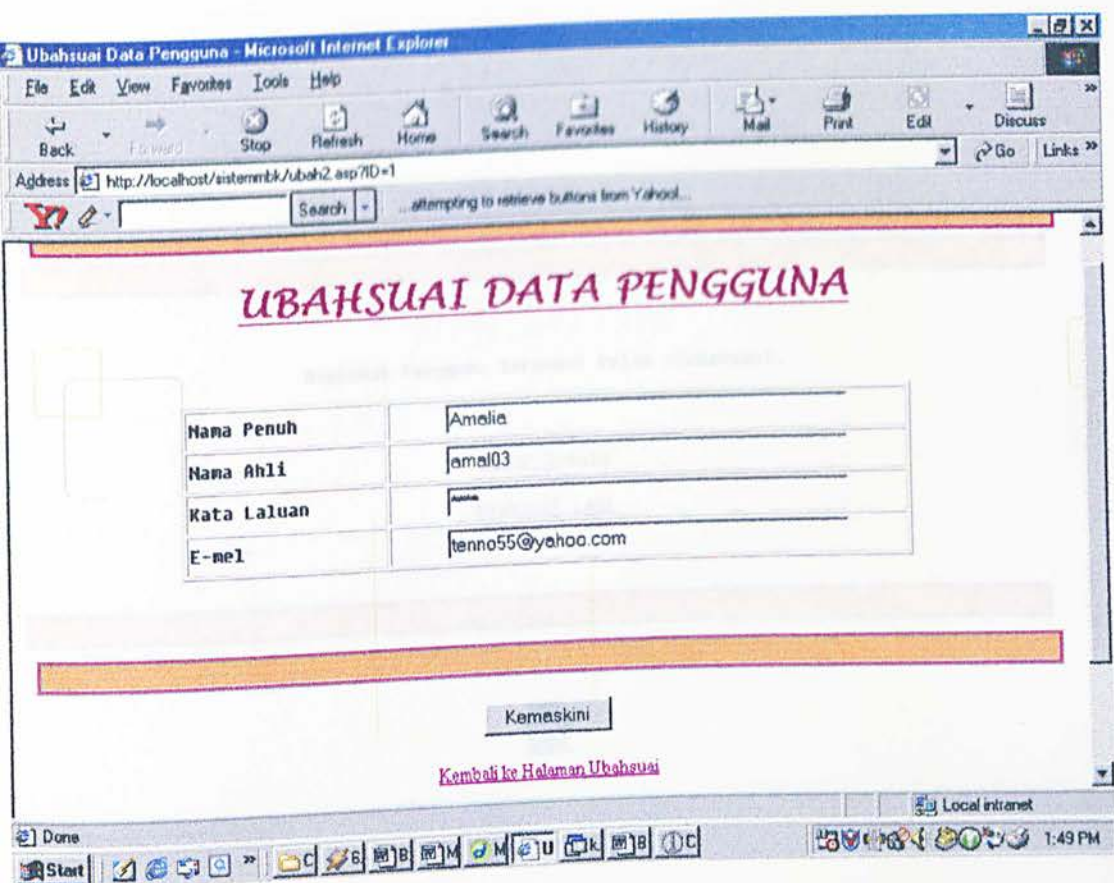 Ubahsuai Data Pengguna - Microsoft Internet Explorer
File Edit View Favorites Tools Help
Back Forward Stop Refresh Home Search Favorites History Mail Print Edit Discuss
Address http://localhost/sistemmbk/ubah2.asp?ID=1 Go Links
Y! Search ...attempting to retrieve buttons from Yahoo!...
UBAHSUAI DATA PENGGUNA
Nama Penuh Amalia
Nama Ahli amal03
Kata Laluan ****
E-mel tenno55@yahoo.com
Kemaskini
Kembali ke Halaman Ubahsuai
Done Local intranet
Start C 6 B M M U k B C 1:49 PM